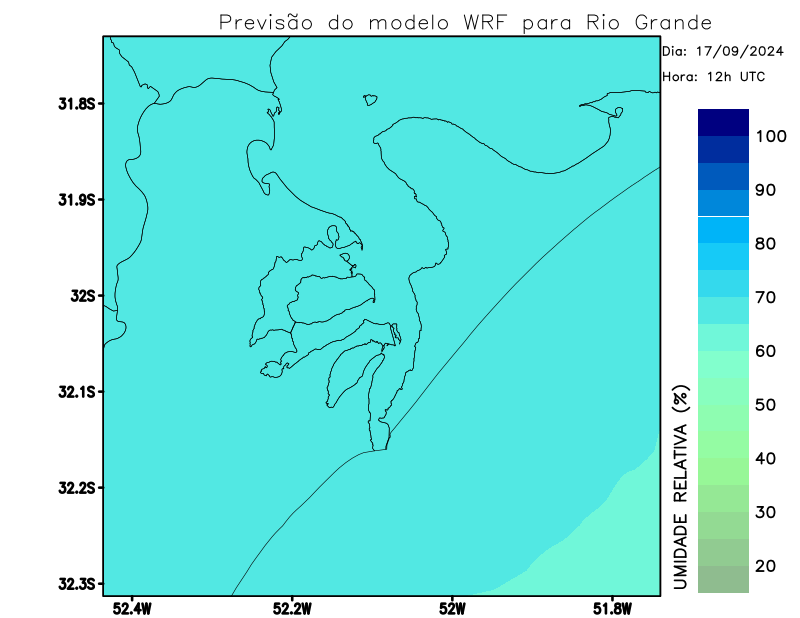 Previsão do modelo WRF para Rio Grande
Dia: 17/09/2024
Hora: 12h UTC
31.8S
31.9S
32S
32.1S
32.2S
32.3S
52.4W
52.2W
52W
51.8W
100
90
80
70
60
50
40
30
20
UMIDADE RELATIVA (%)